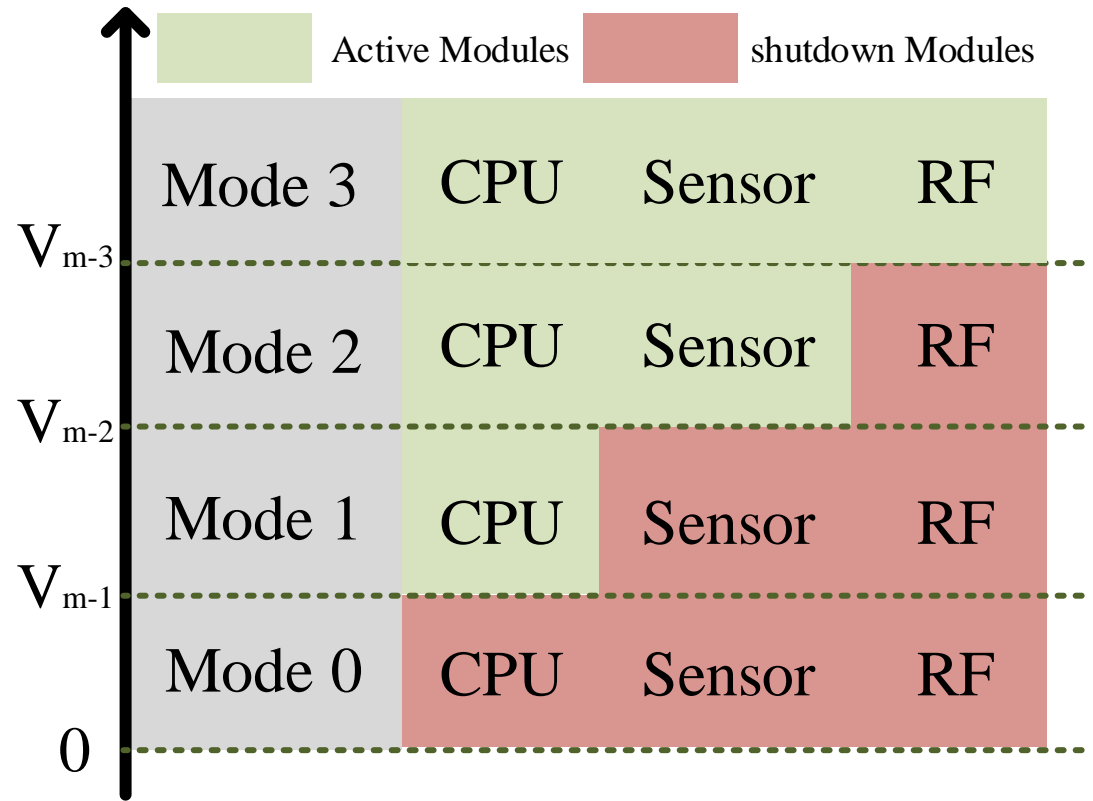 Active Modules shutdown Modules
Mode 3 CPU Sensor RF
Vm-3
Mode 2 CPU Sensor RF
Vm-2
Mode 1 CPU Sensor RF
Vm-1
Mode 0 CPU Sensor RF
0